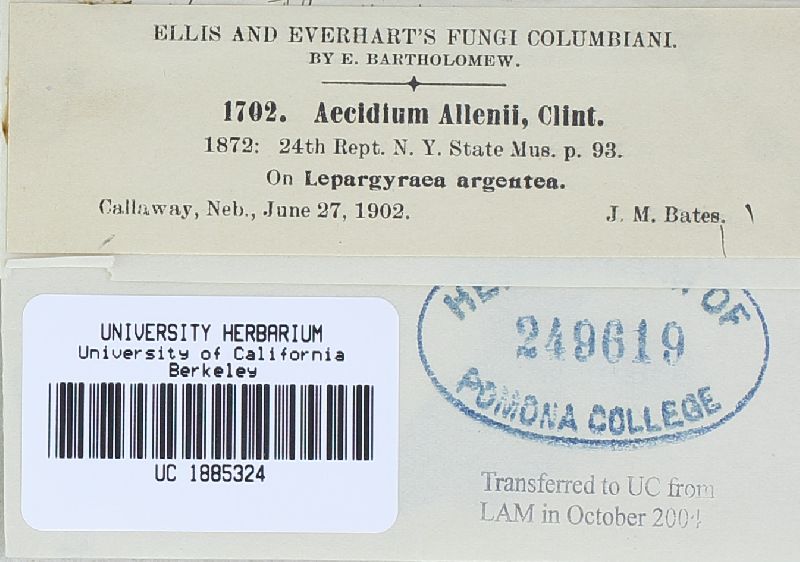 ELLIS AND EVERHART'S FUNGI COLUMBIANI.
BY E. BARTHOLOMEW.
1702. Aecidium Allenii, Clint.
1872: 24th Rept. N. Y. State Mus. p. 93.
On Lepargyraea argentea.
Callaway, Neb., June 27, 1902. J. M. Bates.
UNIVERSITY HERBARIUM
University of California
Berkeley
UC 1885324
OF
249619
POMONA COLLEGE
Transferred to UC from
LAM in October 2004